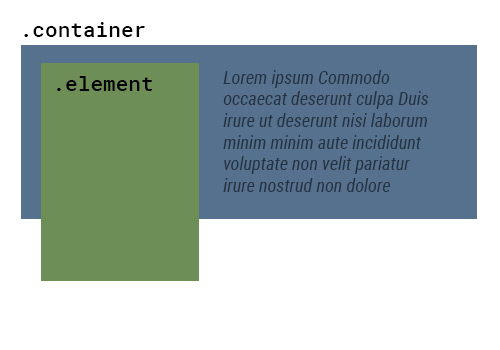 .container
.element
Lorem ipsum Commodo
occaecat deserunt culpa Duis
irure ut deserunt nisi laborum
minim minim aute incididunt
voluptate non velit pariatur
irure nostrud non dolore